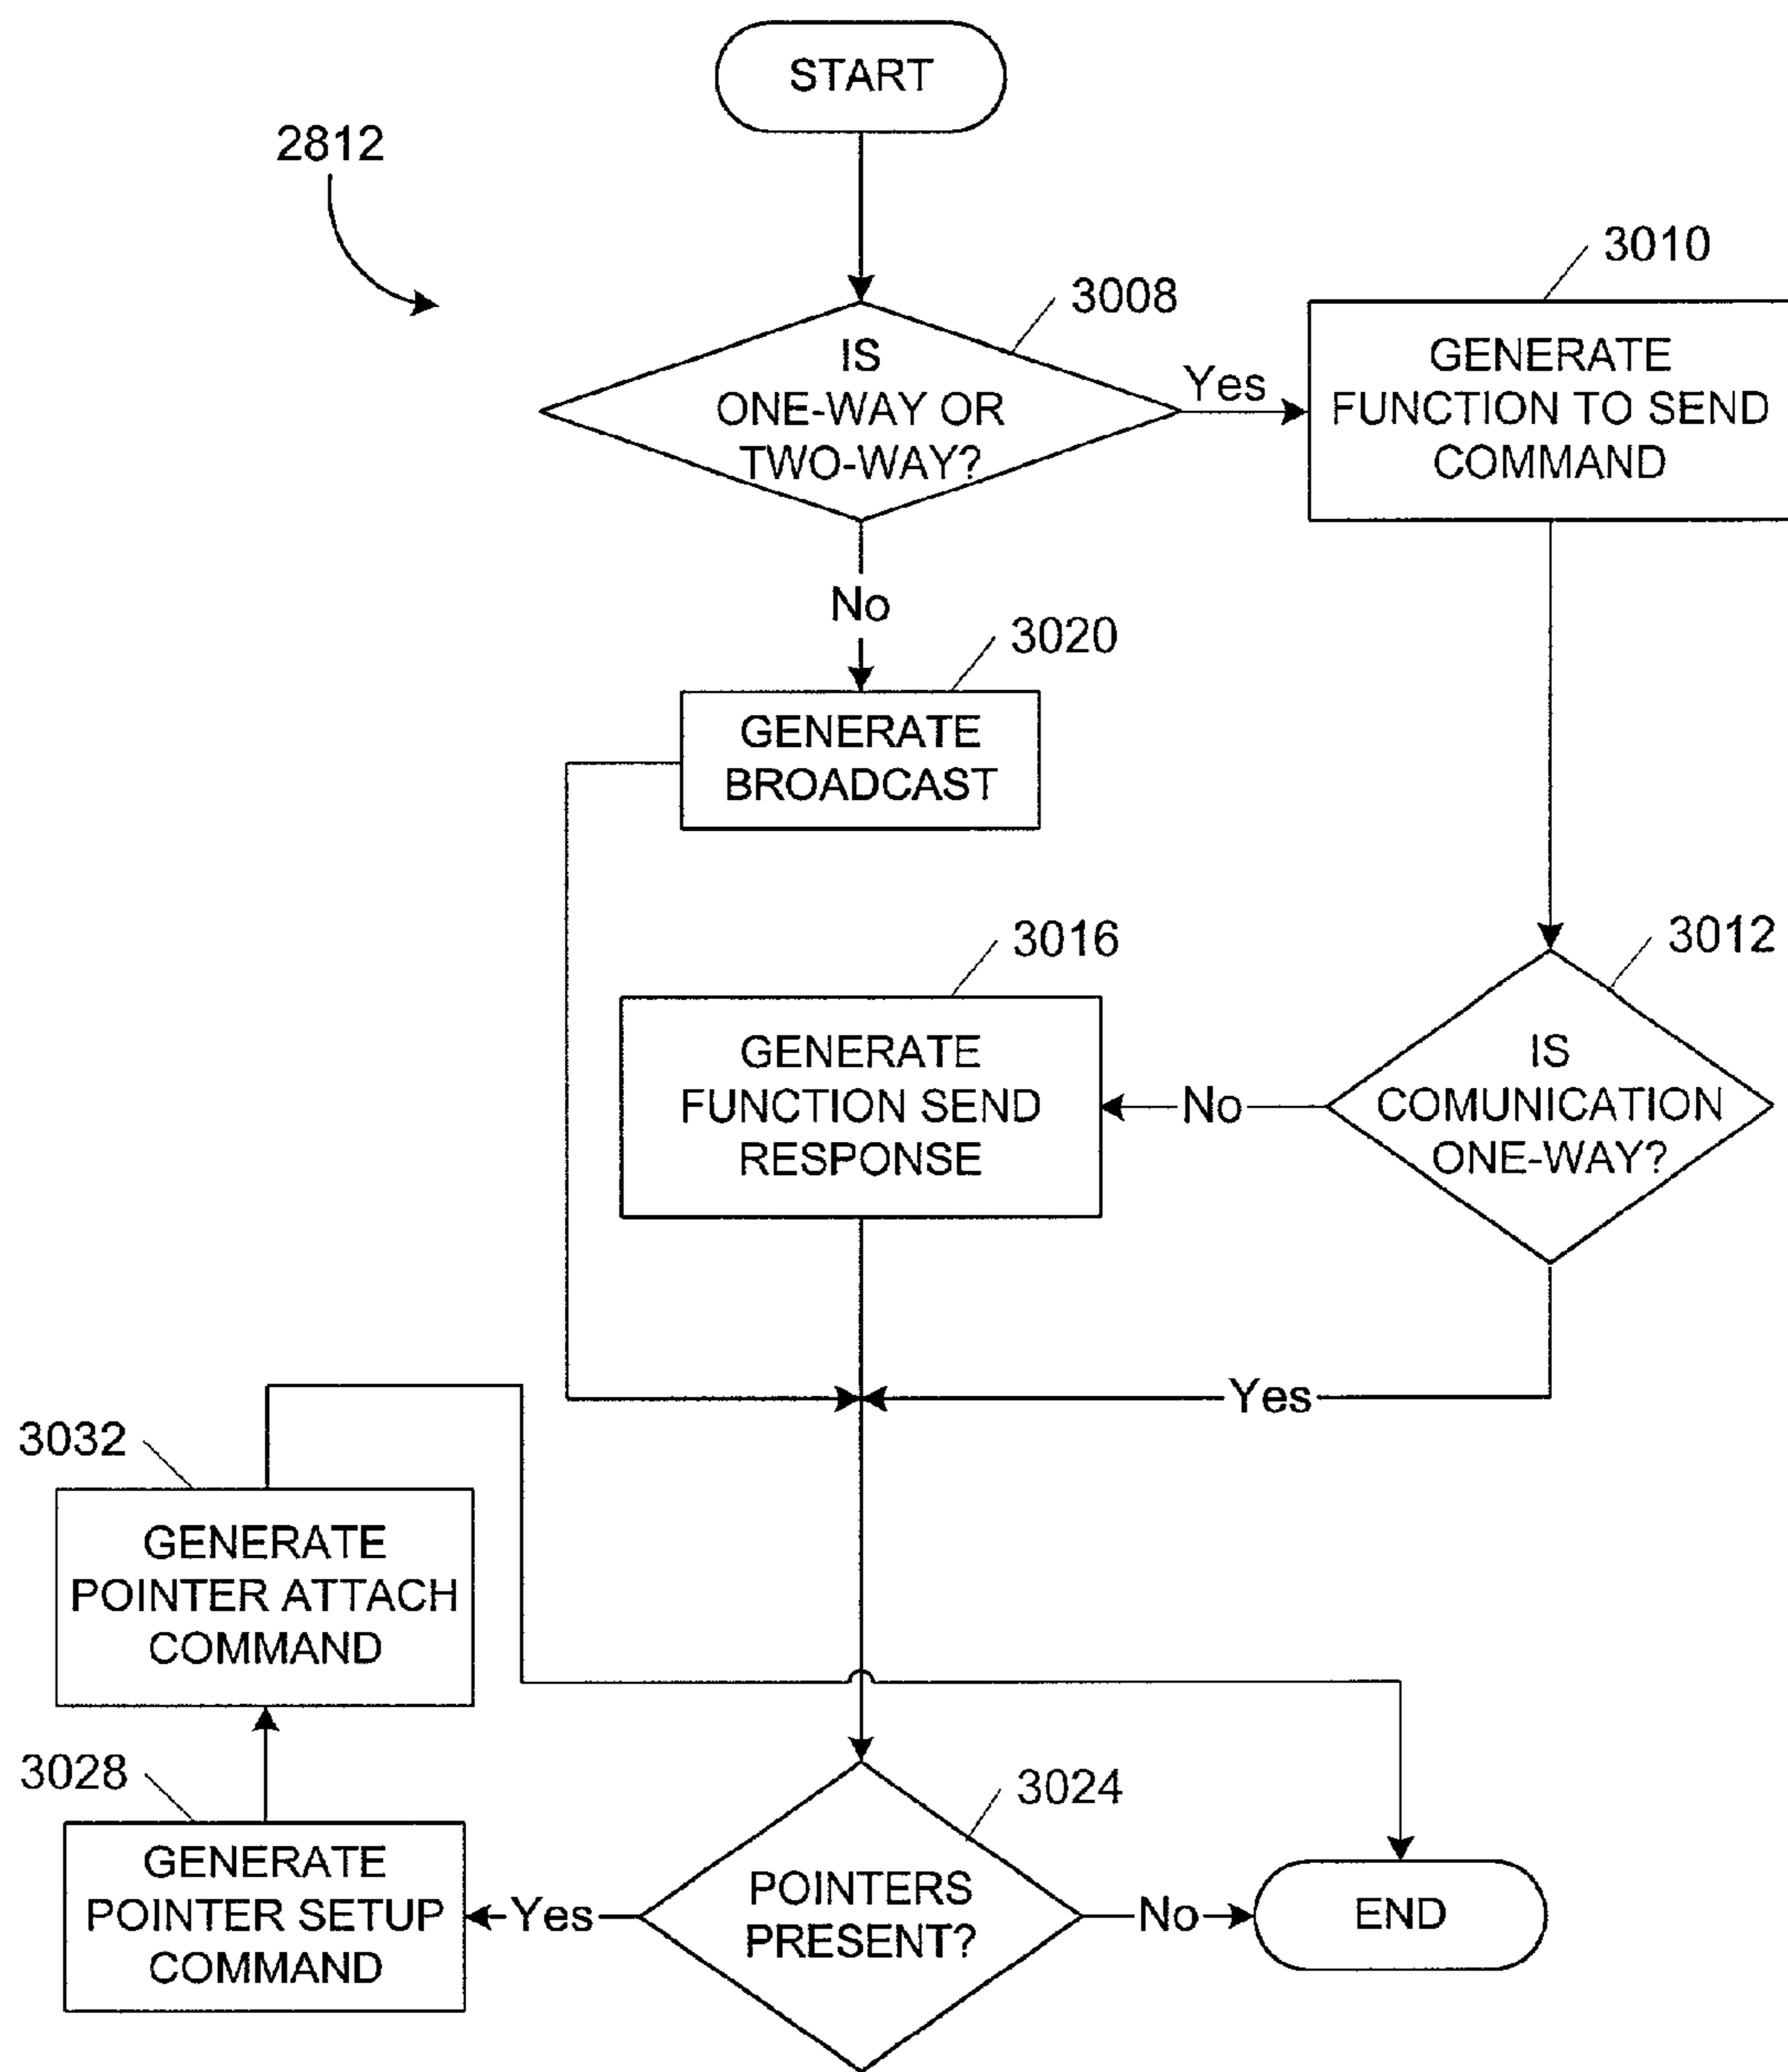 START
2812
3010
3008
IS
ONE-WAY OR
TWO-WAY?
Yes
GENERATE
FUNCTION TO SEND
COMMAND
No
3020
GENERATE
BROADCAST
3016
3012
GENERATE
FUNCTION SEND
RESPONSE
No
IS
COMUNICATION
ONE-WAY?
Yes
3032
GENERATE
POINTER ATTACH
COMMAND
3028
3024
GENERATE
POINTER SETUP
COMMAND
Yes
POINTERS
PRESENT?
No
END